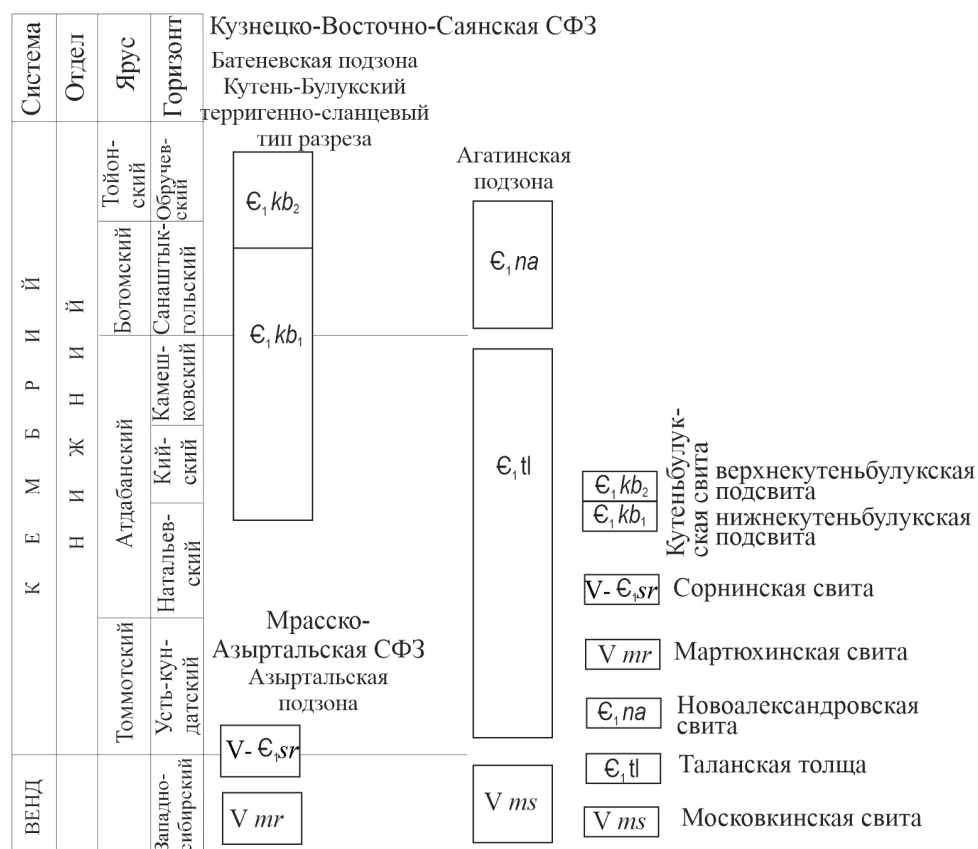 Система
Отдел
Ярус
Горизонт
Кузнецко-Восточно-Саянская СФЗ
Батеневская подзона
Кутень-Булукский
терригенно-сланцевый
тип разреза
Агатинская
подзона
КЕМБРИЙ
НИЖНИЙ
Тойон-
ский
Обручев-
ский
Є₁ kb₂
Ботомский
Санаштык-
гольский
Є₁ na
Є₁ kb₁
Атдабанский
Камеш-
ковский
Кий-
ский
Натальев-
ский
Є₁ tl
Томмотский
Усть-кун-
датский
Мрасско-
Азыртальская СФЗ
Азыртальская
подзона
V- Є₁sr
ВЕНД
Западно-
сибирский
V mr
V ms
Є₁ kb₂
верхнекутеньбулукская
подсвита
Є₁ kb₁
нижнекутеньбулукская
подсвита
Кутеньбулук-
ская свита
V- Є₁sr
Сорнинская свита
V mr
Мартюхинская свита
Є₁ na
Новоалександровская
свита
Є₁ tl
Таланская толща
V ms
Московкинская свита